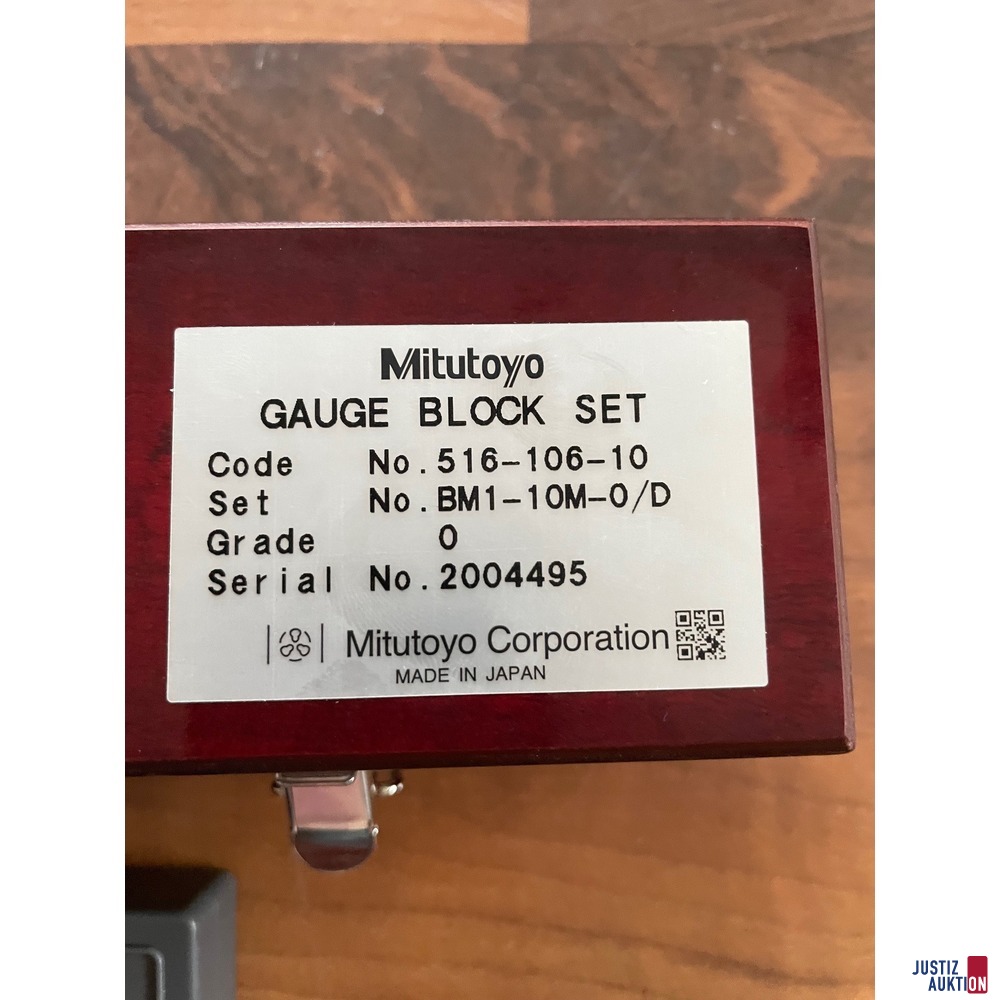 Mitutoyo
GAUGE BLOCK SET
Code No.516-106-10
Set No.BM1-10M-0/D
Grade 0
Serial No.2004495
Mitutoyo Corporation
MADE IN JAPAN
JUSTIZ
AUKTION